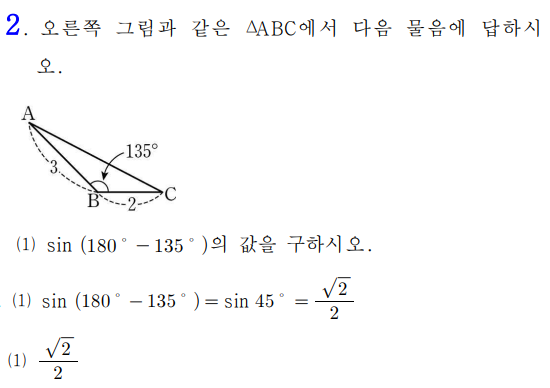 2. 오른쪽 그림과 같은 △ABC에서 다음 물음에 답하시
오.
A
135°
3
B
2
C
(1) sin (180° − 135°)의 값을 구하시오.
(1) sin (180° − 135°) = sin 45° = √2/2
(1) √2/2